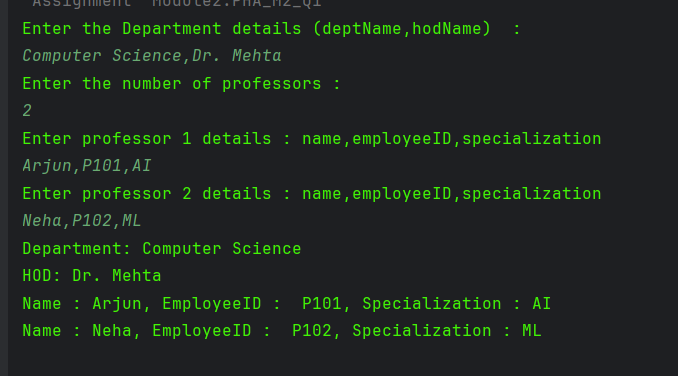 Assignment Module2.PHA_M2_Q1
Enter the Department details (deptName,hodName)  :
Computer Science,Dr. Mehta
Enter the number of professors :
2
Enter professor 1 details : name,employeeID,specialization
Arjun,P101,AI
Enter professor 2 details : name,employeeID,specialization
Neha,P102,ML
Department: Computer Science
HOD: Dr. Mehta
Name : Arjun, EmployeeID :  P101, Specialization : AI
Name : Neha, EmployeeID :  P102, Specialization : ML